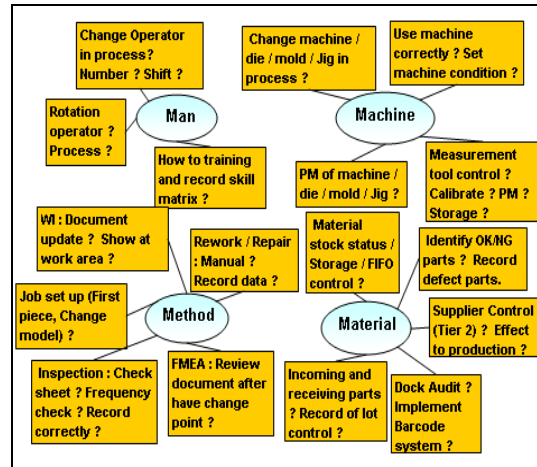 Change Operator
in process?
Number ? Shift ?
Man
Rotation
operator ?
Process ?
How to training
and record skill
matrix ?
Change machine /
die / mold / Jig in
process ?
Use machine
correctly ? Set
machine condition ?
Machine
PM of machine /
die / mold / Jig ?
Measurement
tool control ?
Calibrate ? PM ?
Storage ?
WI : Document
update ? Show at
work area ?
Rework / Repair
: Manual ?
Record data ?
Job set up (First
piece, Change
model) ?
Method
Inspection : Check
sheet ? Frequency
check ? Record
correctly ?
FMEA : Review
document after
have change
point ?
Material
stock status /
Storage / FIFO
control ?
Identify OK/NG
parts ? Record
defect parts.
Material
Supplier Control
(Tier 2) ? Effect
to production ?
Incoming and
receiving parts
? Record of lot
control ?
Dock Audit ?
Implement
Barcode
system ?